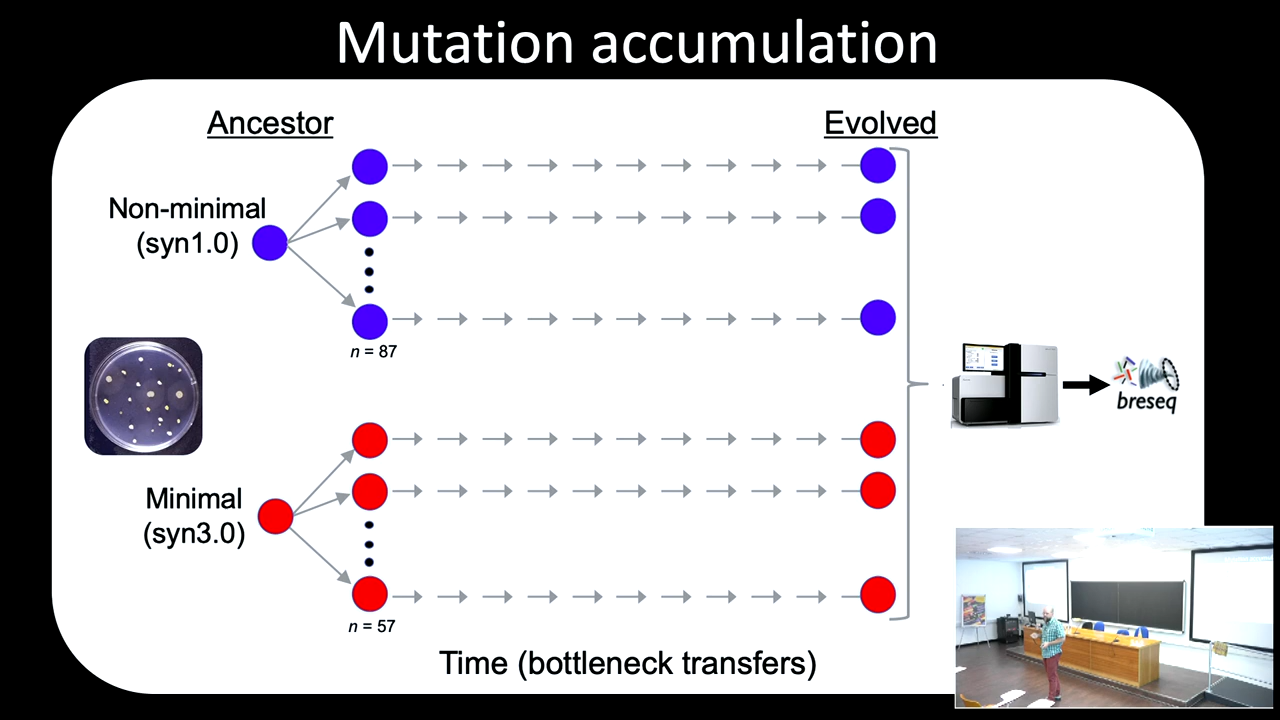 Mutation accumulation
Ancestor
Evolved
Non-minimal
(syn1.0)
n = 87
breseq
Minimal
(syn3.0)
n = 57
Time (bottleneck transfers)